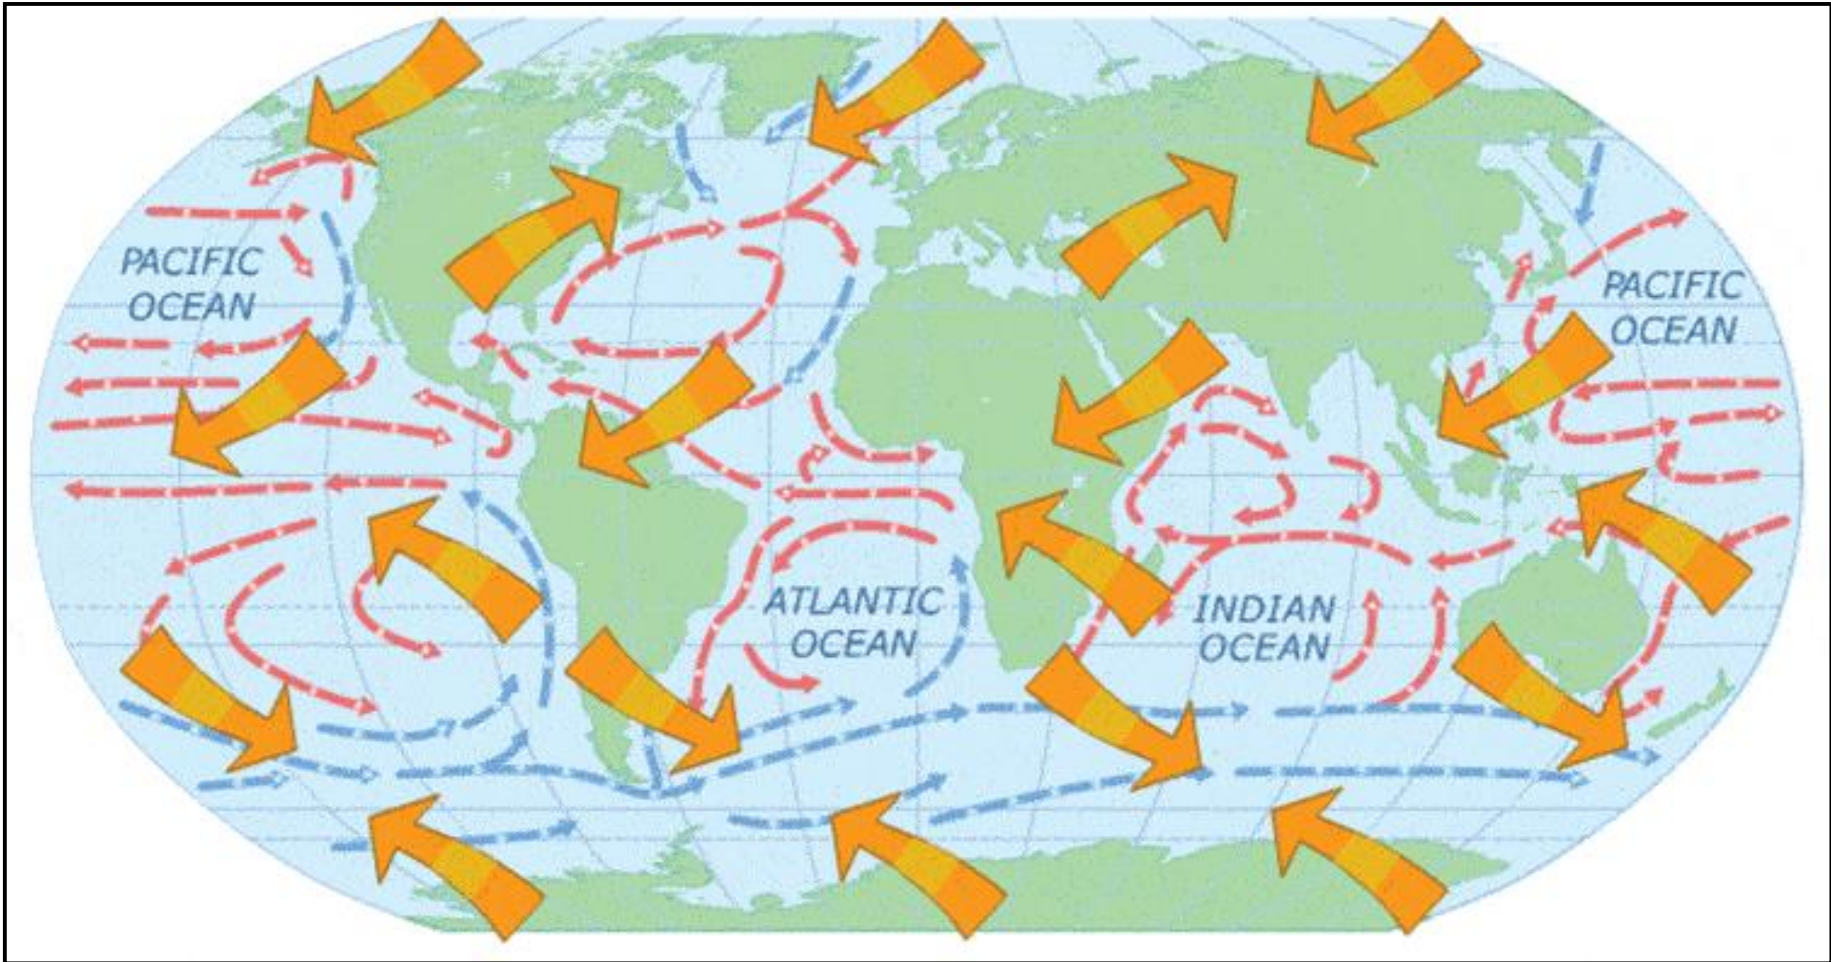 PACIFIC
OCEAN
PACIFIC
OCEAN
ATLANTIC
OCEAN
INDIAN
OCEAN